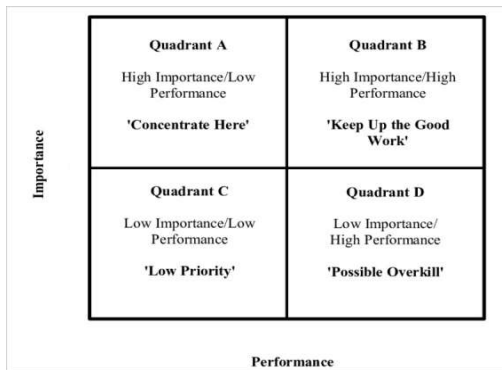 Quadrant A
High Importance/Low
Performance
'Concentrate Here'
Quadrant B
High Importance/High
Performance
'Keep Up the Good
Work'
Importance
Quadrant C
Low Importance/Low
Performance
'Low Priority'
Quadrant D
Low Importance/
High Performance
'Possible Overkill'
Performance